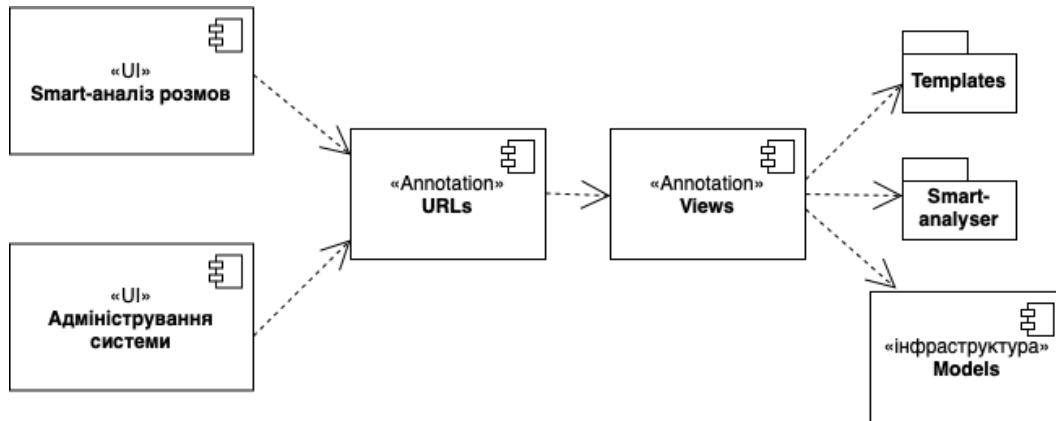 «UI»
Smart-аналіз розмов
«UI»
Адміністрування
системи
«Annotation»
URLs
«Annotation»
Views
Templates
Smart-
analyser
«інфраструктура»
Models